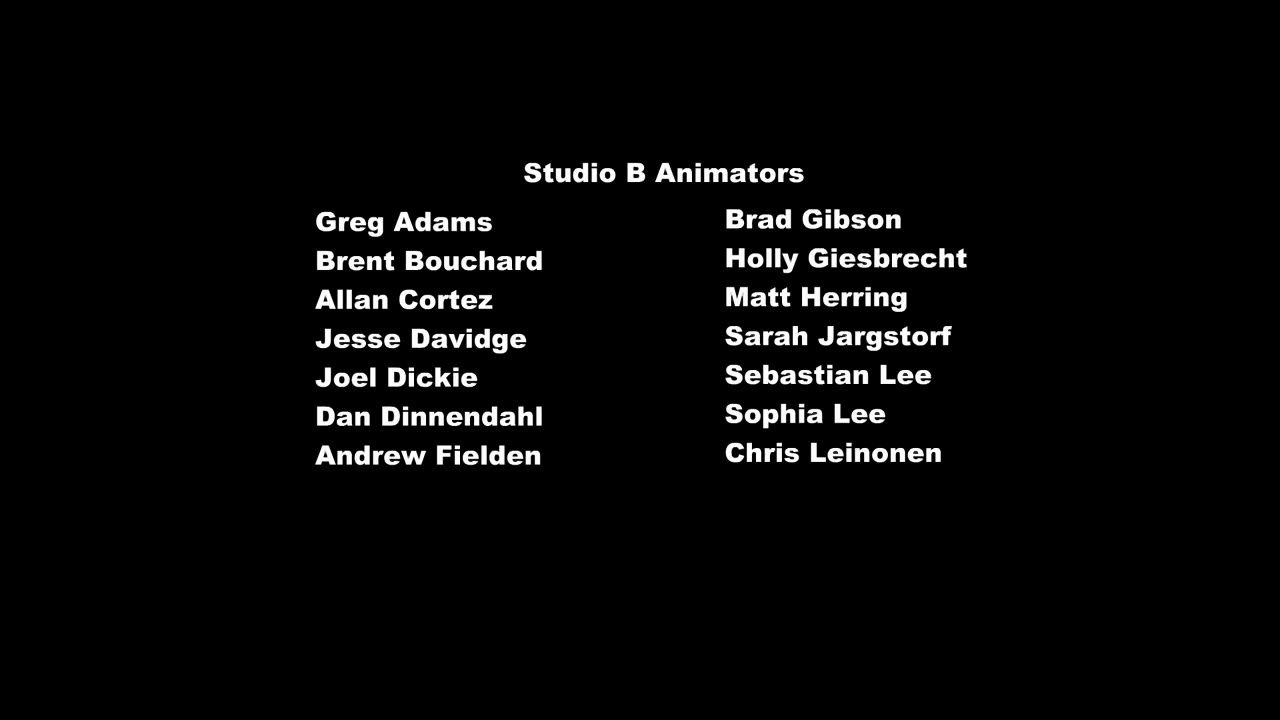 Studio B Animators
Greg Adams
Brent Bouchard
Allan Cortez
Jesse Davidge
Joel Dickie
Dan Dinnendahl
Andrew Fielden
Brad Gibson
Holly Giesbrecht
Matt Herring
Sarah Jargstorf
Sebastian Lee
Sophia Lee
Chris Leinonen